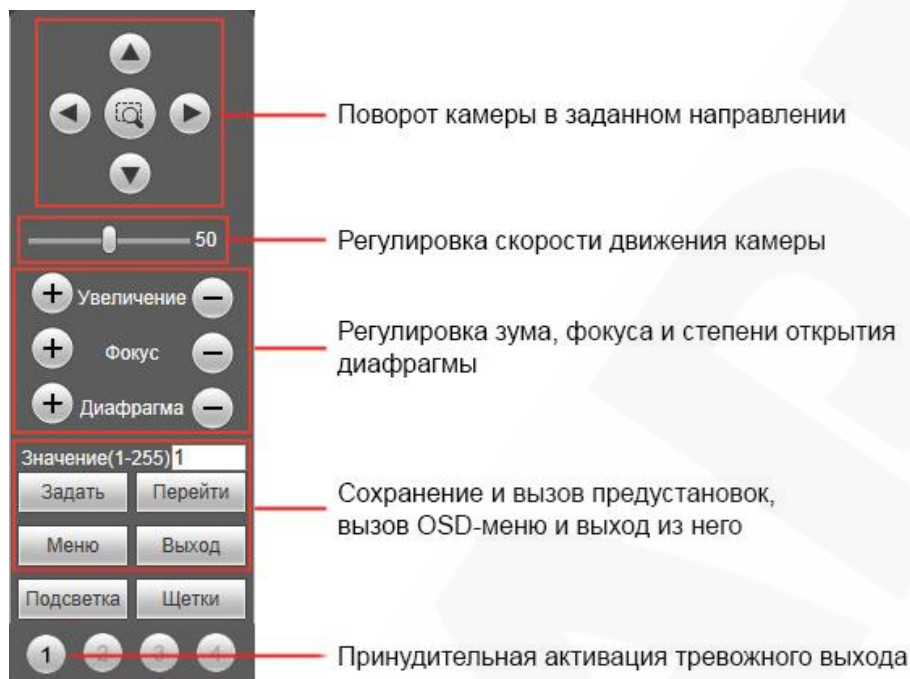 Поворот камеры в заданном направлении
50
Регулировка скорости движения камеры
Увеличение
Фокус
Диафрагма
Регулировка зума, фокуса и степени открытия
диафрагмы
Значение(1-255) 1
Задать Перейти
Меню Выход
Сохранение и вызов предустановок,
вызов OSD-меню и выход из него
Подсветка Щетки
1 2 3 4
Принудительная активация тревожного выхода